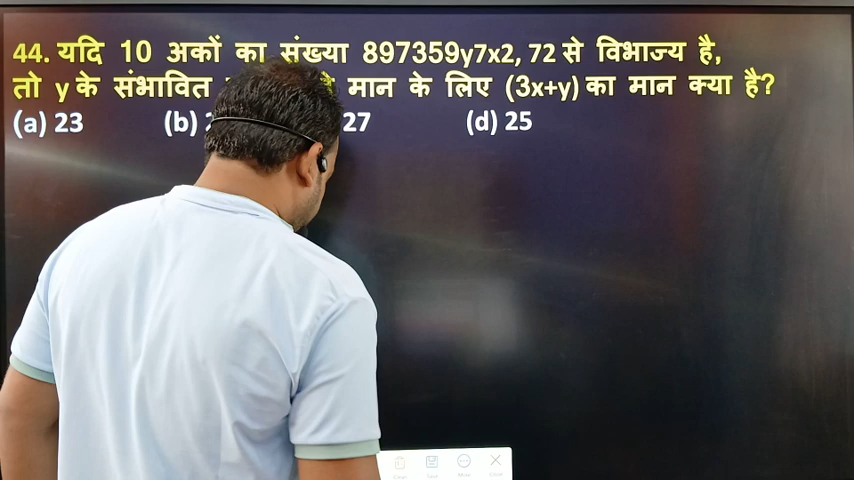 44. यदि 10 अकों का संख्या 897359y7x2, 72 से विभाज्य है,
तो y के संभावित मान के लिए (3x+y) का मान क्या है?
(a) 23 (b) 27 (d) 25